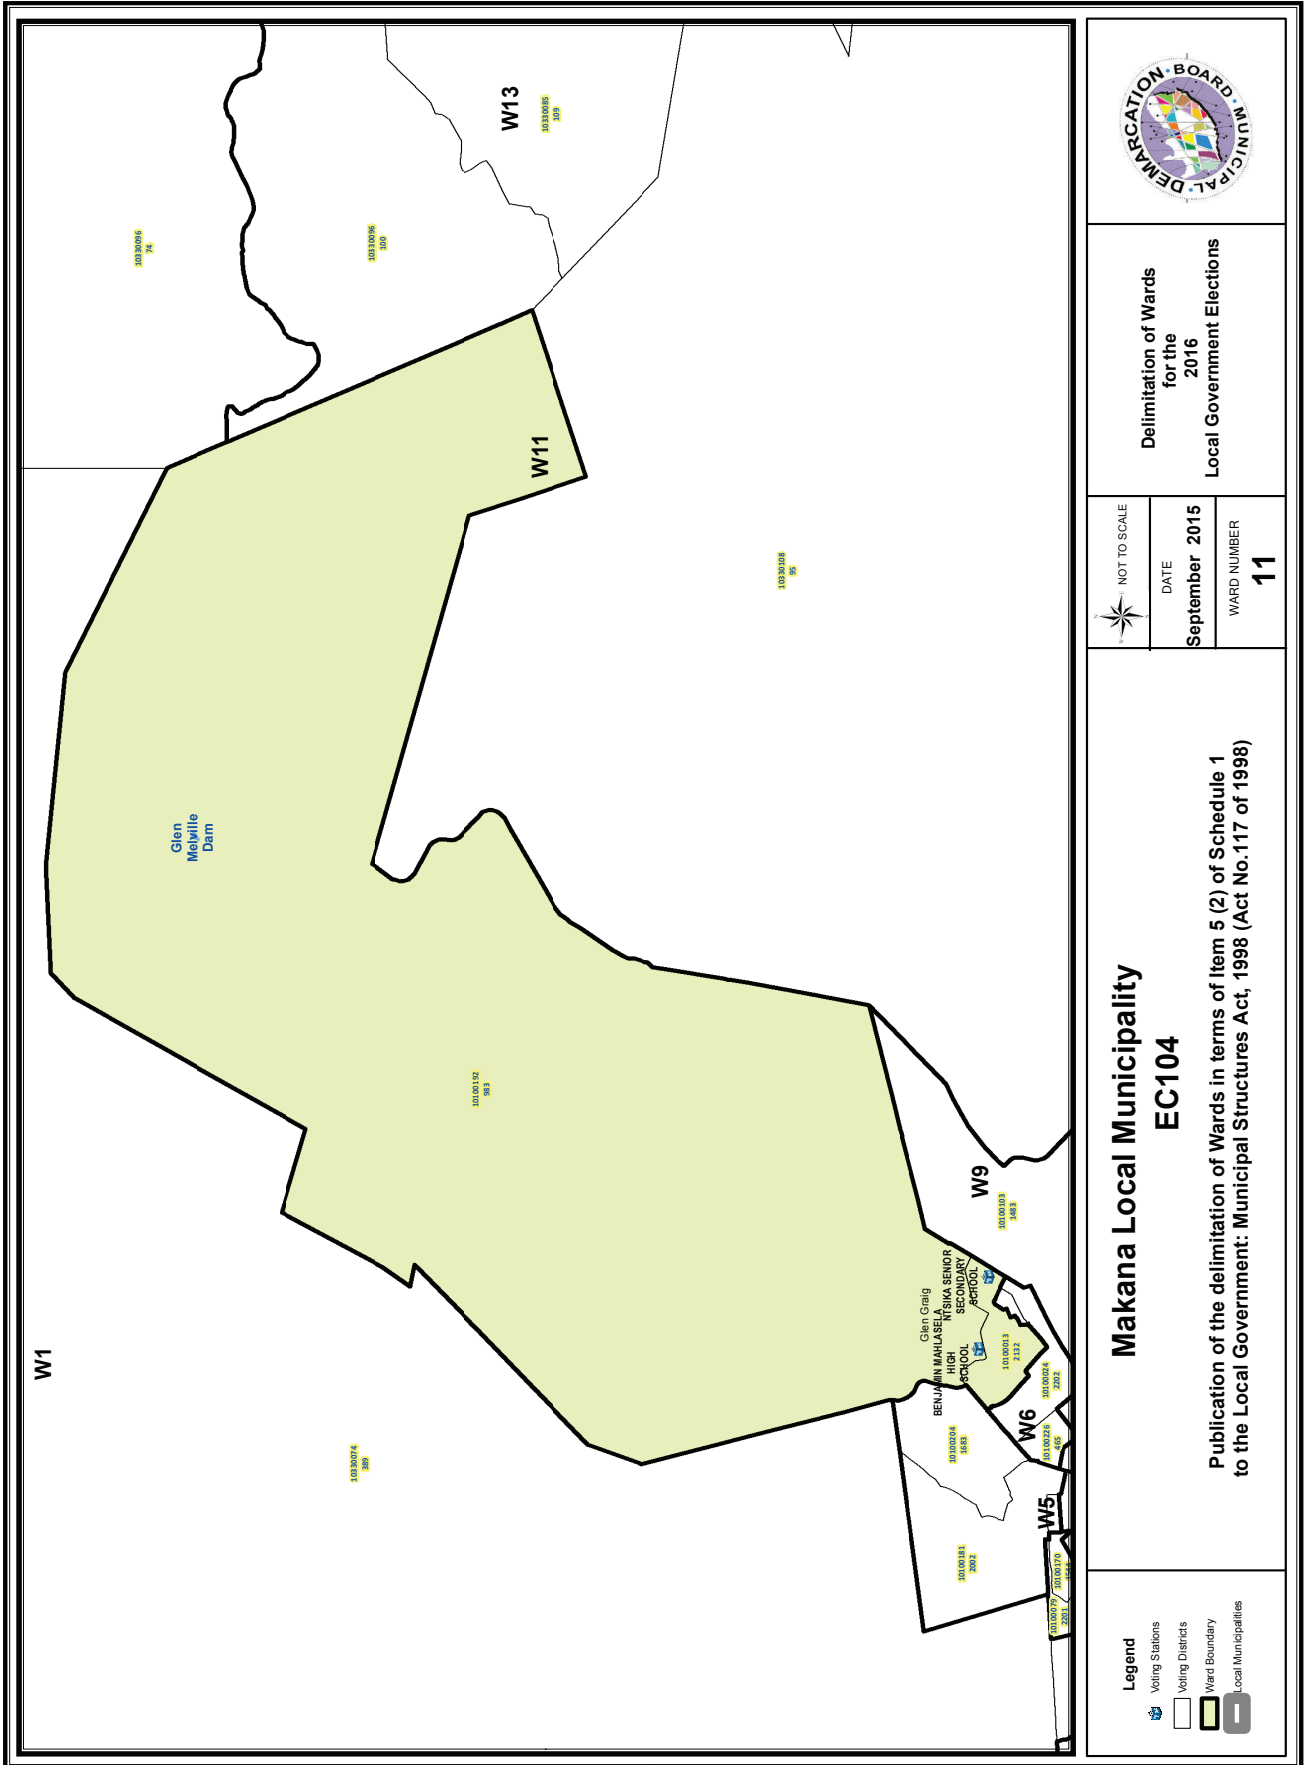 W1
10330074
389
Glen
Melville
Dam
10330096
74
10330096
100
W13
10330085
109
W11
10100192
983
10330108
95
Glen Graig
BENJAMIN MAHLASELA
HIGH
SCHOOL
NTSIKA SENIOR
SECONDARY
SCHOOL
W9
10100103
1483
10100013
2132
10100024
2202
W6
10100226
465
10100204
1683
10100181
2002
W5
10100170
10100079
2201
Legend
Voting Stations
Voting Districts
Ward Boundary
Local Municipalities
Makana Local Municipality
EC104
Publication of the delimitation of Wards in terms of Item 5 (2) of Schedule 1
to the Local Government: Municipal Structures Act, 1998 (Act No.117 of 1998)
N
W
E
S
NOT TO SCALE
DATE
September 2015
WARD NUMBER
11
Delimitation of Wards
for the
2016
Local Government Elections
MUNICIPAL DEMARCATION BOARD